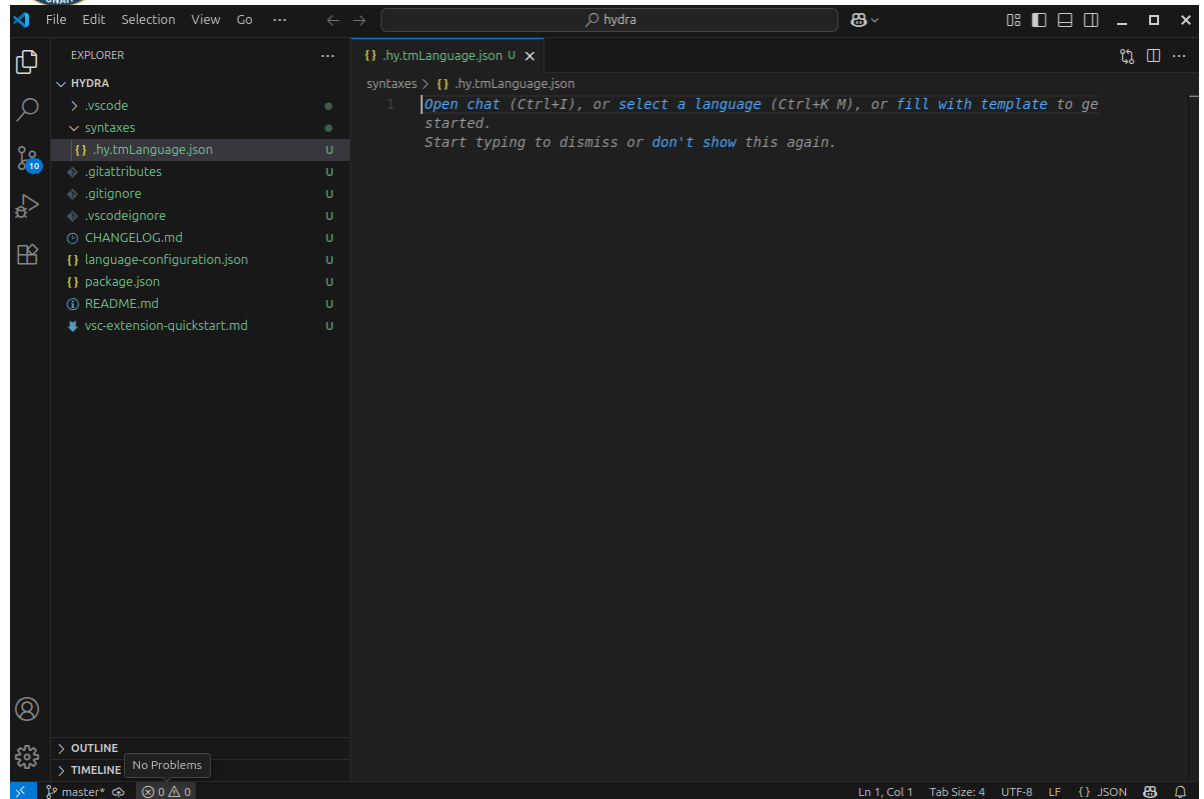 UNAH
File Edit Selection View Go ··· hydra
EXPLORER ···
{} .hy.tmLanguage.json U
HYDRA
syntaxes > {} .hy.tmLanguage.json
.vscode
syntaxes
{} .hy.tmLanguage.json U
.gitattributes U
.gitignore U
.vscodeignore U
CHANGELOG.md U
{} language-configuration.json U
{} package.json U
README.md U
vsc-extension-quickstart.md U
1 Open chat (Ctrl+I), or select a language (Ctrl+K M), or fill with template to ge
started.
Start typing to dismiss or don't show this again.
10
OUTLINE
No Problems
TIMELINE
master* 0 0 Ln 1, Col 1 Tab Size: 4 UTF-8 LF {} JSON